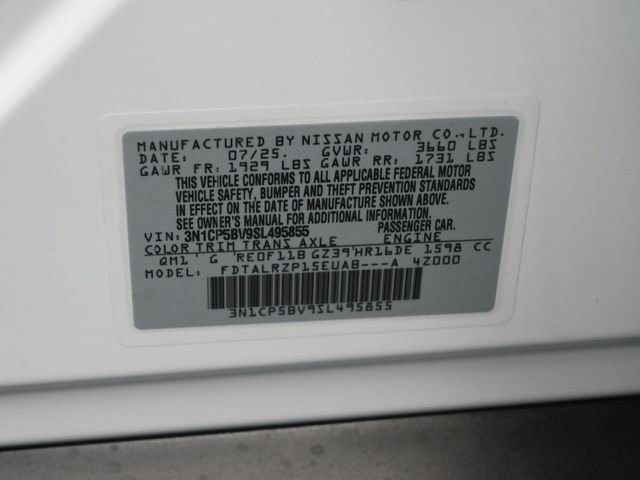 MANUFACTURED BY NISSAN MOTOR CO.,LTD.
DATE: 07/25. GVWR: 3660 LBS
GAWR FR: 1929 LBS GAWR RR: 1731 LBS
THIS VEHICLE CONFORMS TO ALL APPLICABLE FEDERAL MOTOR
VEHICLE SAFETY, BUMPER AND THEFT PREVENTION STANDARDS
IN EFFECT ON THE DATE OF MANUFACTURE SHOWN ABOVE.
SEE OWNER'S MANUAL FOR ADDITIONAL INFORMATION
VIN: 3N1CP5BV9SL495855 PASSENGER CAR.
COLOR TRIM TRANS AXLE ENGINE
QM1 G RE0F11B GZ39 HR16DE 1598 CC
MODEL: FDTALRZP15EUAB---A 4Z000
3N1CP5BV9SL495855